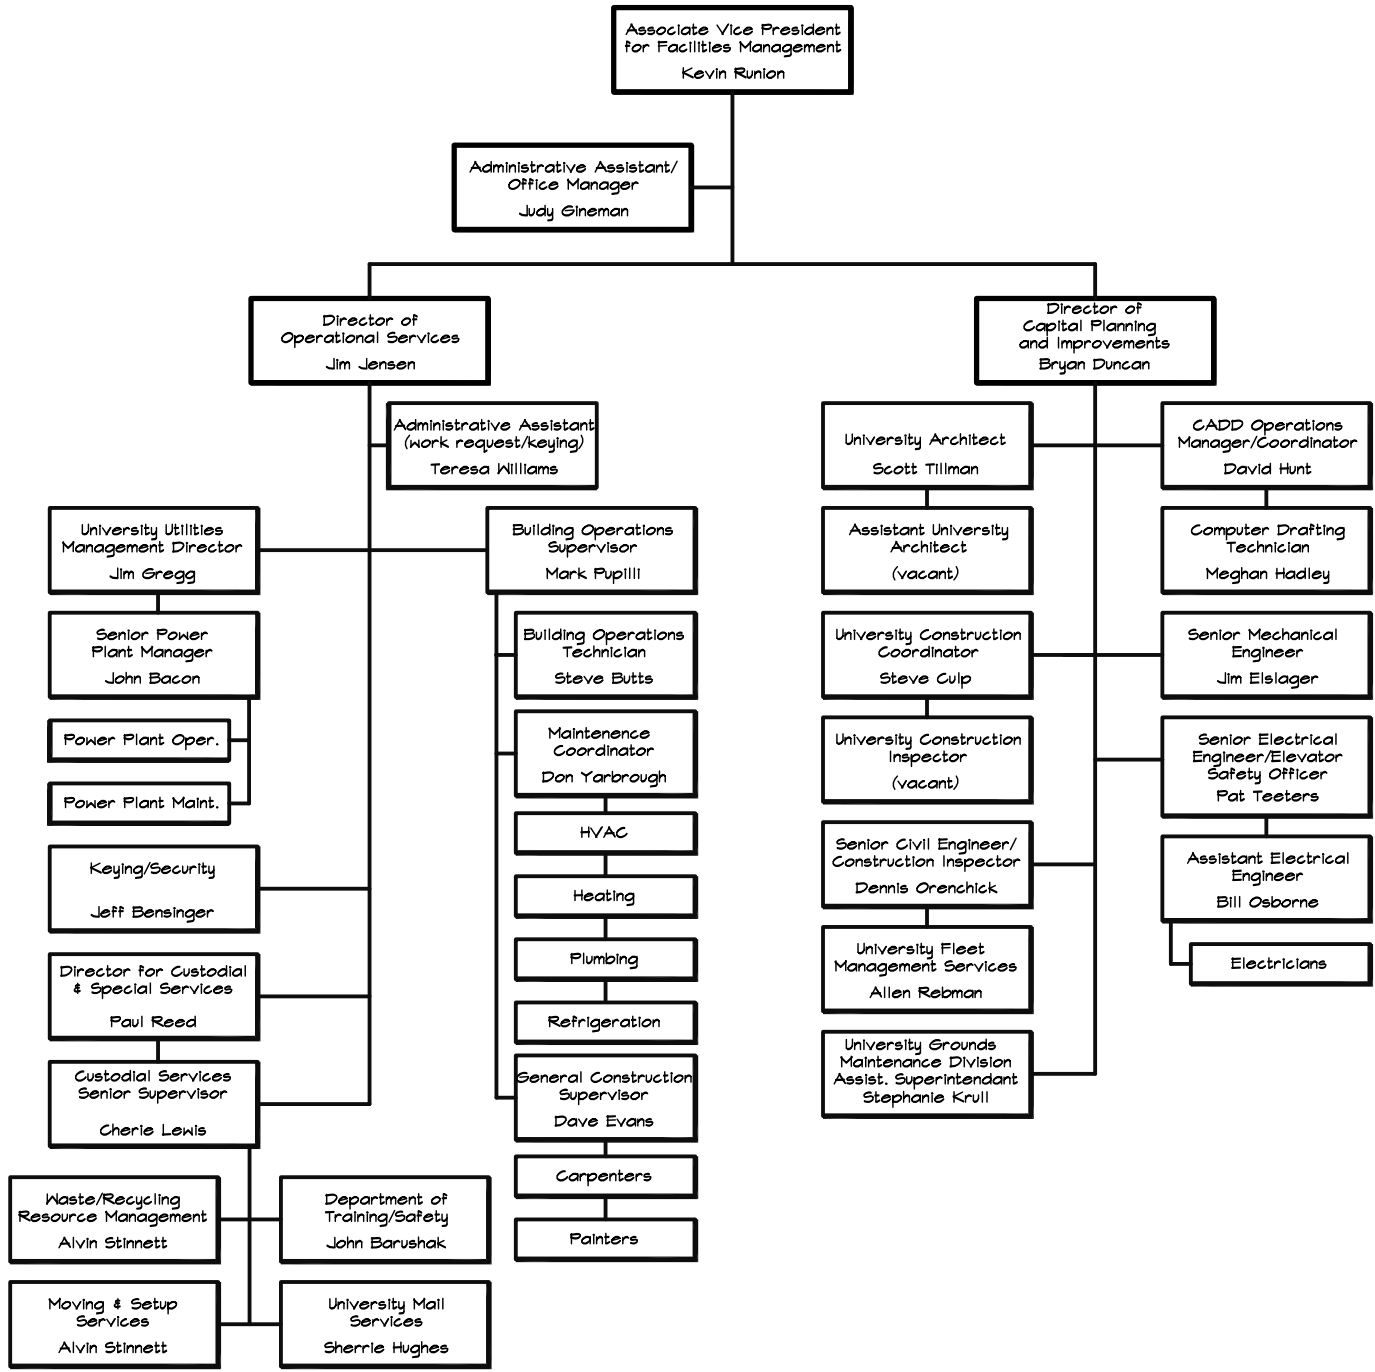 Associate Vice President
for Facilities Management
Kevin Runion
Administrative Assistant/
Office Manager
Judy Gineman
Director of
Operational Services
Jim Jensen
Director of
Capital Planning
and Improvements
Bryan Duncan
Administrative Assistant
(work request/keying)
Teresa Williams
University Utilities
Management Director
Jim Gregg
Building Operations
Supervisor
Mark Pupilli
Senior Power
Plant Manager
John Bacon
Power Plant Oper.
Power Plant Maint.
Building Operations
Technician
Steve Butts
Maintenence
Coordinator
Don Yarbrough
HVAC
Heating
Plumbing
Refrigeration
General Construction
Supervisor
Dave Evans
Carpenters
Painters
Keying/Security
Jeff Bensinger
Director for Custodial
& Special Services
Paul Reed
Custodial Services
Senior Supervisor
Cherie Lewis
Waste/Recycling
Resource Management
Alvin Stinnett
Department of
Training/Safety
John Barushak
Moving & Setup
Services
Alvin Stinnett
University Mail
Services
Sherrie Hughes
University Architect
Scott Tillman
CADD Operations
Manager/Coordinator
David Hunt
Assistant University
Architect
(vacant)
Computer Drafting
Technician
Meghan Hadley
University Construction
Coordinator
Steve Culp
Senior Mechanical
Engineer
Jim Elslager
University Construction
Inspector
(vacant)
Senior Electrical
Engineer/Elevator
Safety Officer
Pat Teeters
Senior Civil Engineer/
Construction Inspector
Dennis Orenchick
Assistant Electrical
Engineer
Bill Osborne
University Fleet
Management Services
Allen Rebman
Electricians
University Grounds
Maintenance Division
Assist. Superintendant
Stephanie Krull